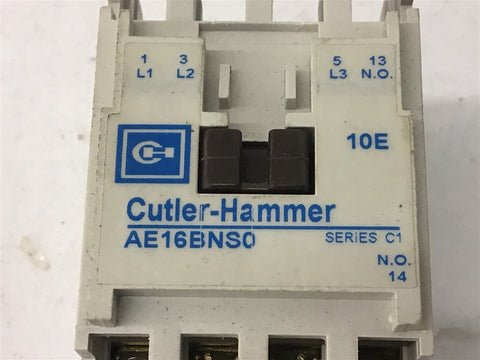 1 3 5 13
L1 L2 L3 N.O.
10E
Cutler-Hammer
AE16BNS0 SERIES C1
N.O.
14